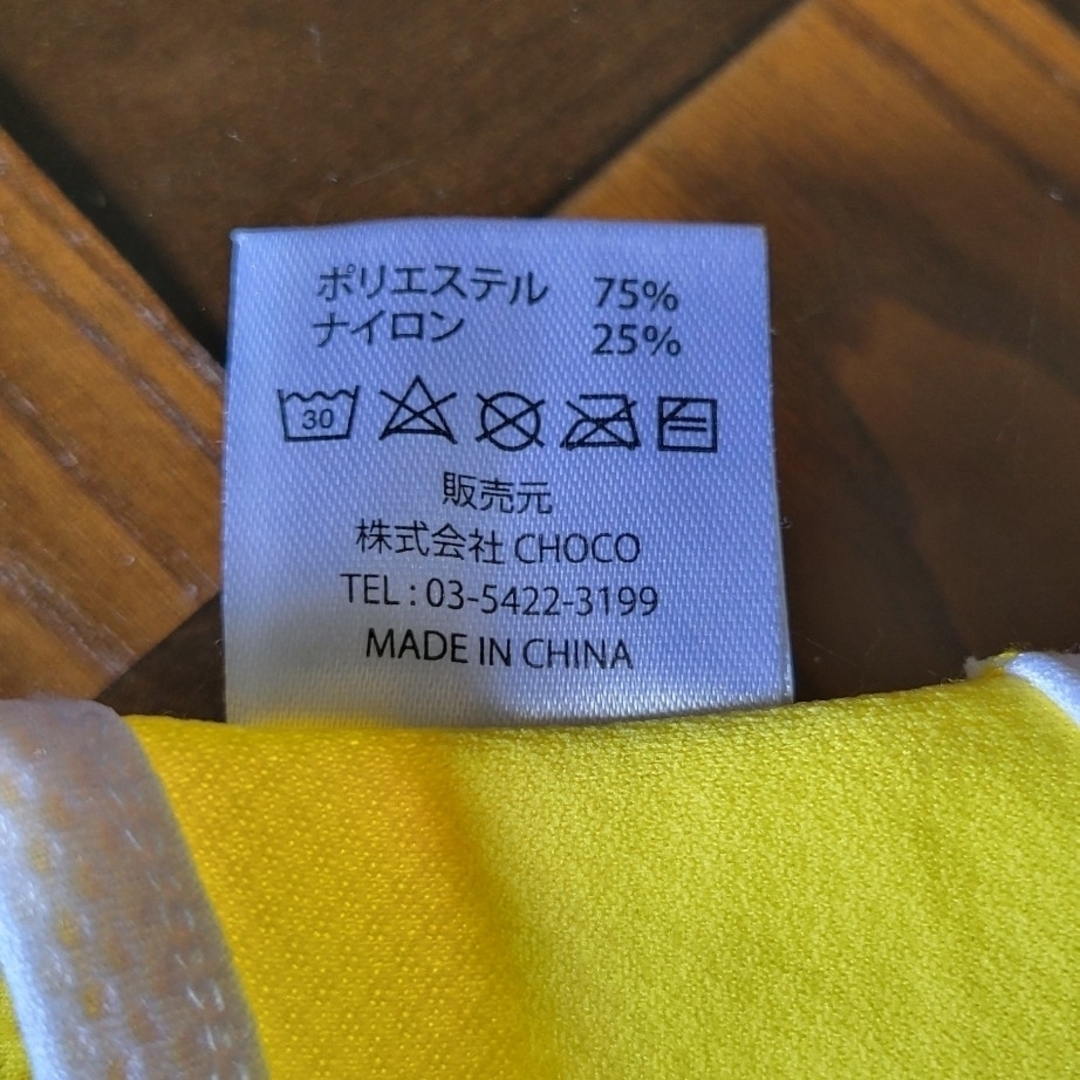 ポリエステル 75%
ナイロン 25%
30
販売元
株式会社 CHOCO
TEL : 03-5422-3199
MADE IN CHINA